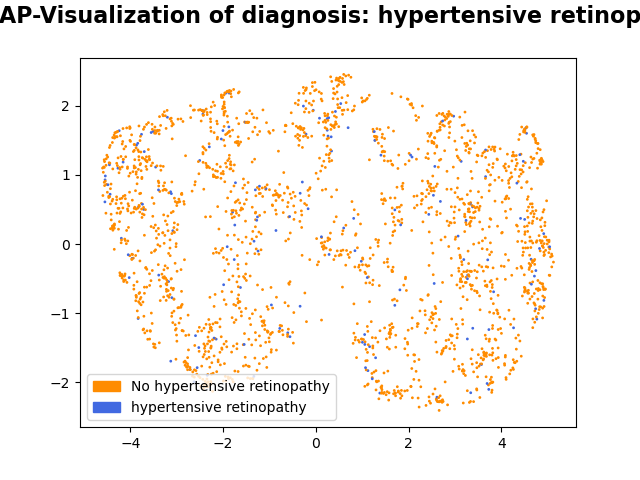 AP-Visualization of diagnosis: hypertensive retinop
2
1
0
−1
−2
No hypertensive retinopathy
hypertensive retinopathy
−4 −2 0 2 4